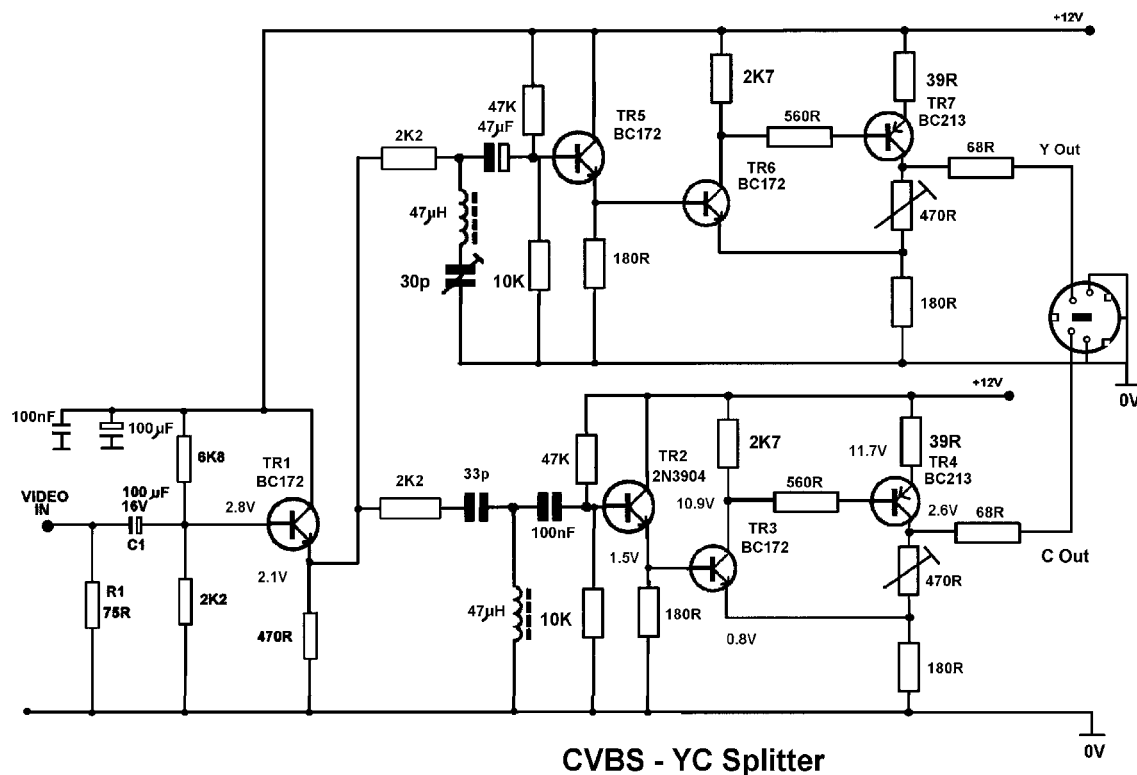 +12V
2K7
39R
TR7
BC213
47K
47µF
TR5
BC172
2K2
560R
68R
Y Out
TR6
BC172
47µH
470R
30p
10K
180R
180R
0V
+12V
100nF
100µF
6K8
TR1
BC172
2K2
33p
47K
TR2
2N3904
2K7
11.7V
39R
TR4
BC213
560R
10.9V
2.6V
68R
VIDEO
IN
100µF
16V
C1
2.8V
100nF
TR3
BC172
C Out
1.5V
2.1V
470R
R1
75R
2K2
470R
47µH
10K
180R
0.8V
180R
0V
CVBS - YC Splitter